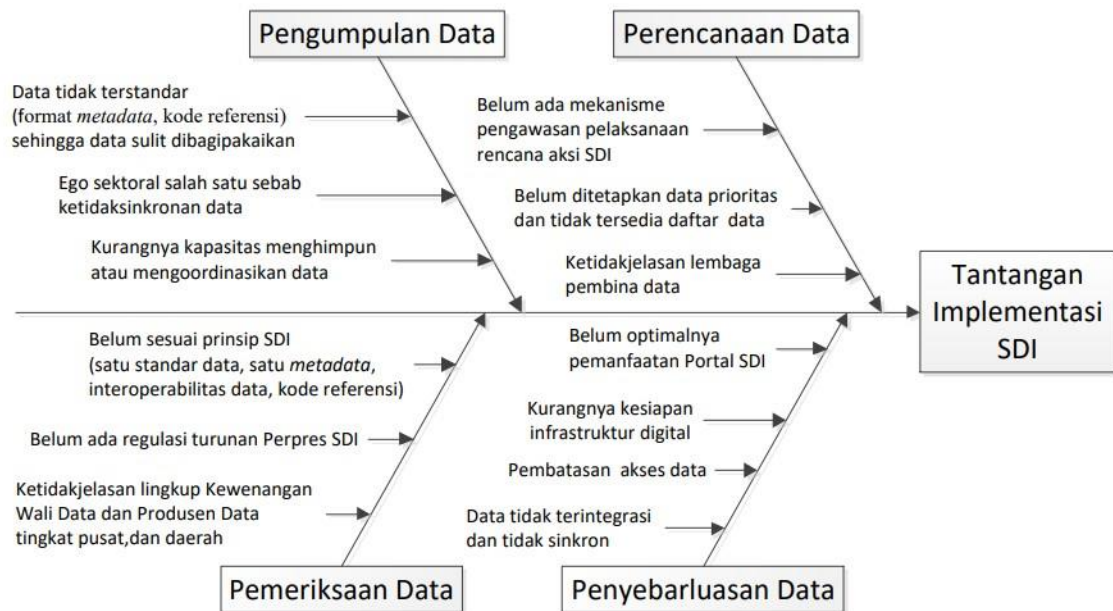 Pengumpulan Data
Data tidak terstandar
(format metadata, kode referensi)
sehingga data sulit dibagipakaikan
Ego sektoral salah satu sebab
ketidaksinkronan data
Kurangnya kapasitas menghimpun
atau mengoordinasikan data
Perencanaan Data
Belum ada mekanisme
pengawasan pelaksanaan
rencana aksi SDI
Belum ditetapkan data prioritas
dan tidak tersedia daftar data
Ketidakjelasan lembaga
pembina data
Tantangan
Implementasi
SDI
Belum sesuai prinsip SDI
(satu standar data, satu metadata,
interoperabilitas data, kode referensi)
Belum ada regulasi turunan Perpres SDI
Ketidakjelasan lingkup Kewenangan
Wali Data dan Produsen Data
tingkat pusat,dan daerah
Pemeriksaan Data
Belum optimalnya
pemanfaatan Portal SDI
Kurangnya kesiapan
infrastruktur digital
Pembatasan akses data
Data tidak terintegrasi
dan tidak sinkron
Penyebarluasan Data